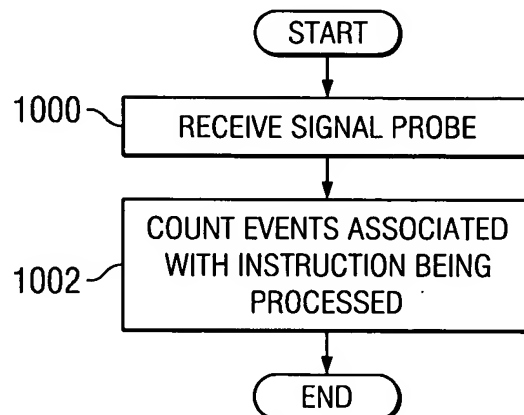 START
1000
RECEIVE SIGNAL PROBE
COUNT EVENTS ASSOCIATED
WITH INSTRUCTION BEING
PROCESSED
1002
END